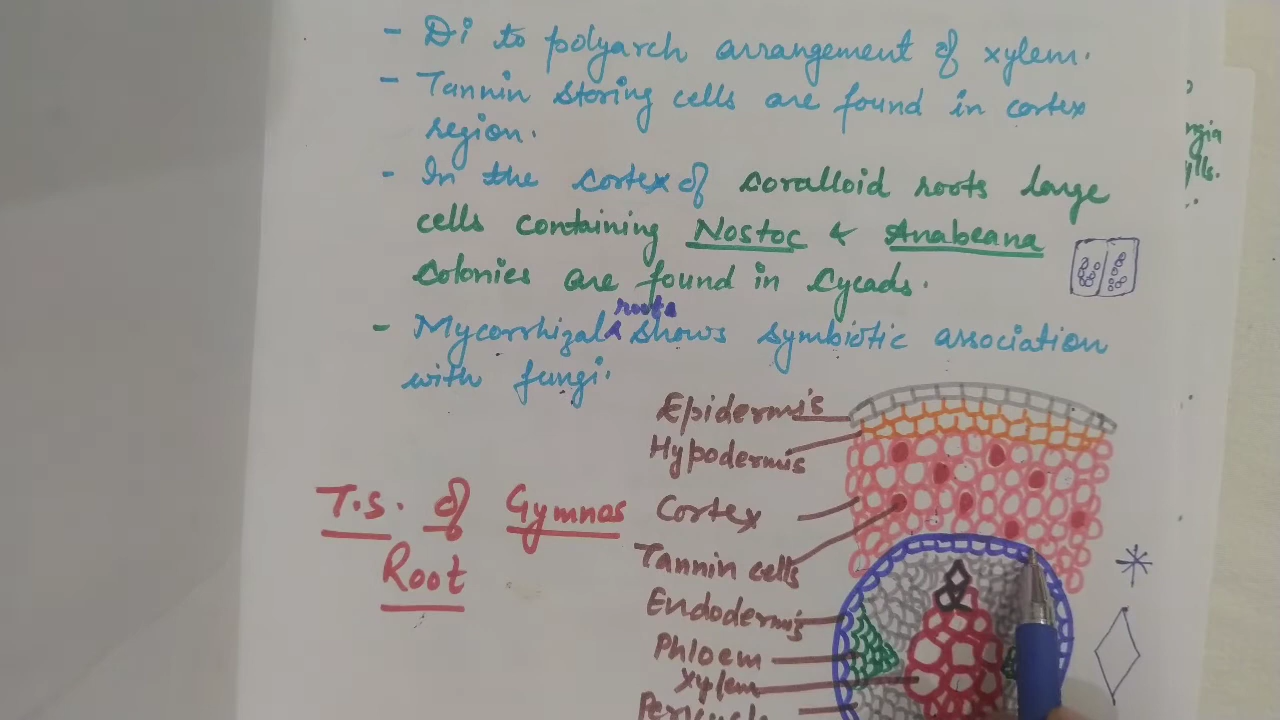 - Di to polyarch arrangement of xylem.
- Tannin storing cells are found in cortex
region.
- In the cortex of coralloid roots large
cells containing Nostoc & Anabeana
colonies are found in Cycads.
roots
- Mycorrhizal shows symbiotic association
with fungi.
Epidermis
Hypodermis
T.S. of Gymnos
Cortex
Root
Tannin cells
Endodermis
Phloem
Xylem
Pericycle